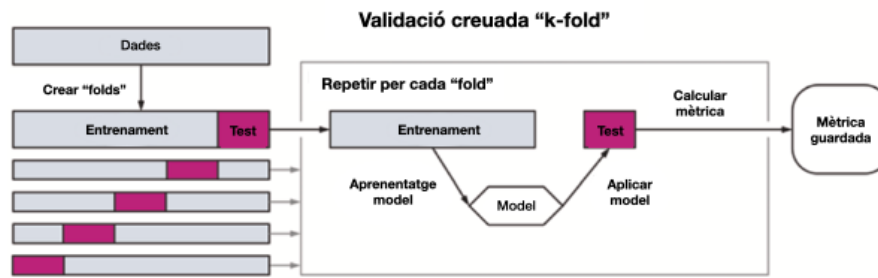 Validació creuada “k-fold”
Dades
Crear “folds”
Repetir per cada “fold”
Calcular
mètrica
Entrenament
Test
Entrenament
Test
Mètrica
guardada
Aprenentatge
model
Model
Aplicar
model